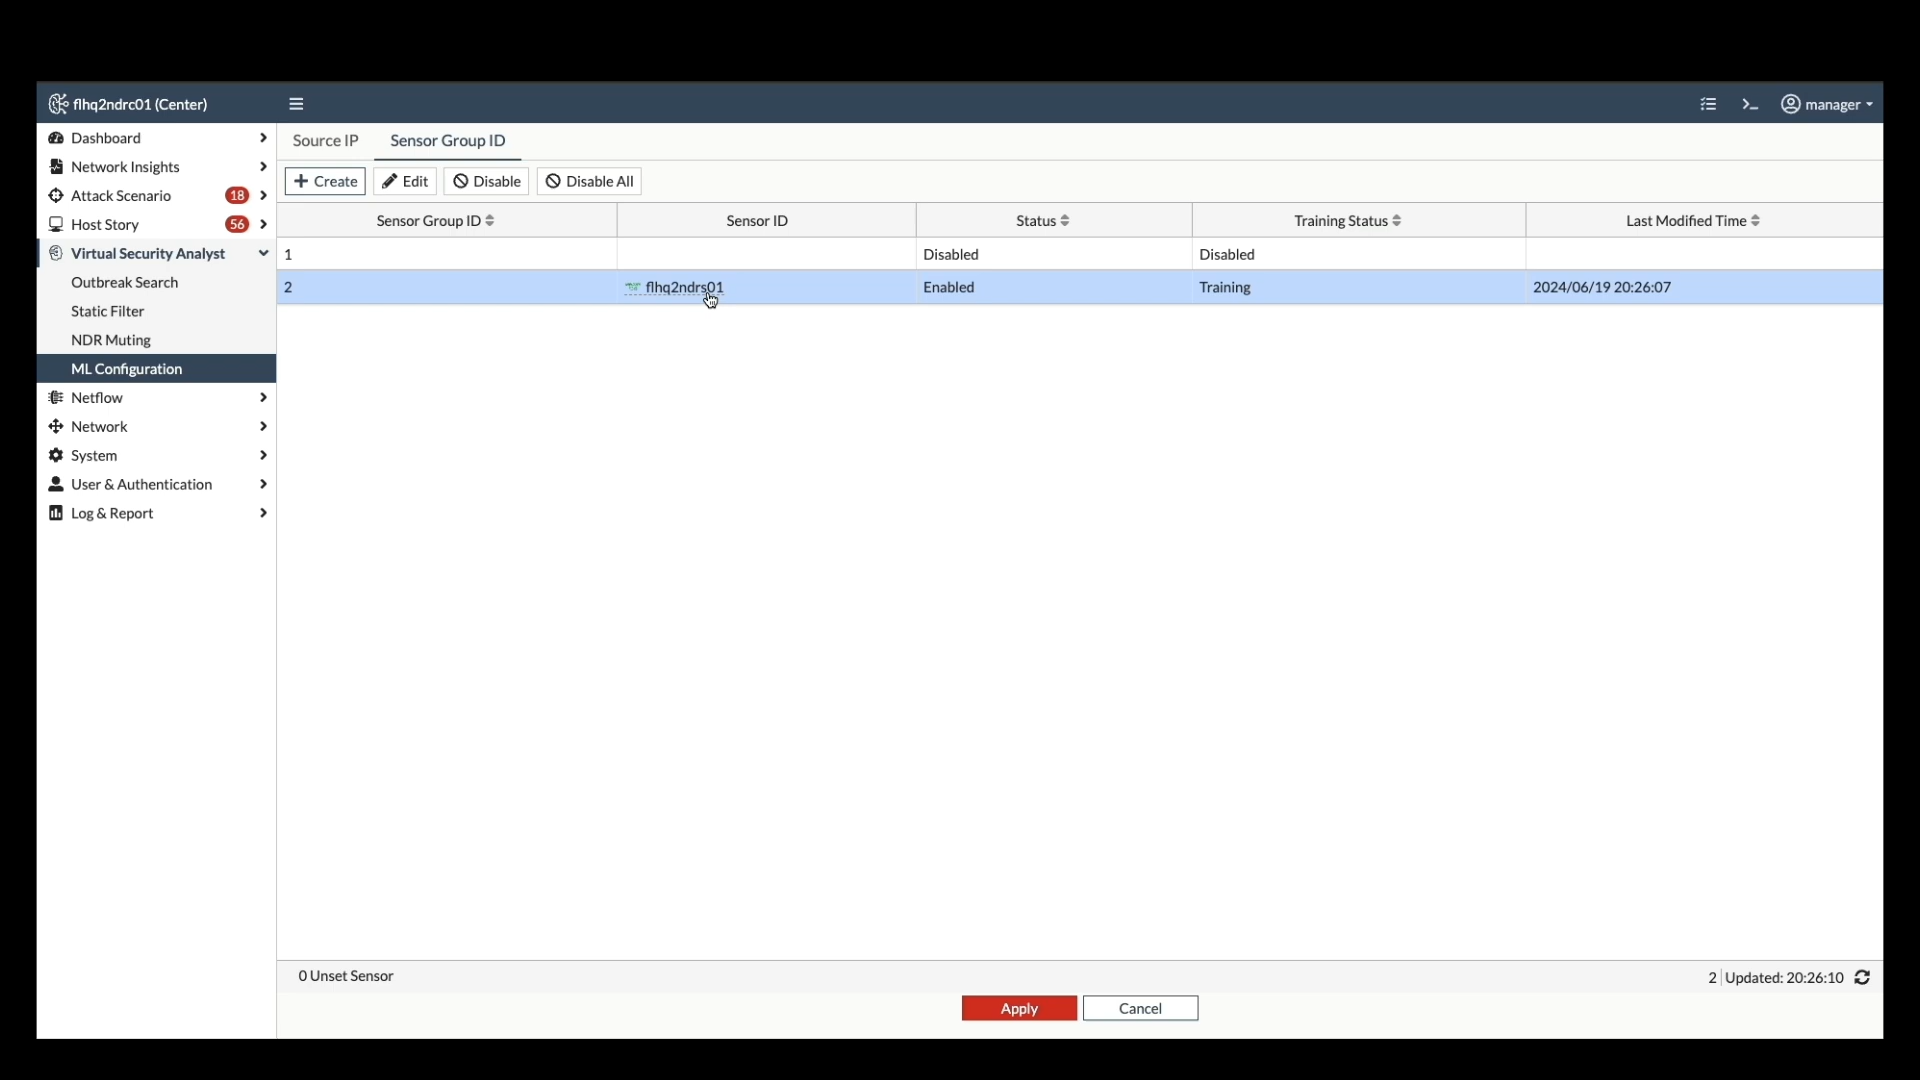 flhq2ndrc01 (Center)
manager
Dashboard
Network Insights
Attack Scenario 18
Host Story 56
Virtual Security Analyst
Outbreak Search
Static Filter
NDR Muting
ML Configuration
Netflow
Network
System
User & Authentication
Log & Report
Source IP Sensor Group ID
Create Edit Disable Disable All
Sensor Group ID Sensor ID Status Training Status Last Modified Time
1 Disabled Disabled
2 flhq2ndrs01 Enabled Training 2024/06/19 20:26:07
0 Unset Sensor
2 Updated: 20:26:10
Apply Cancel